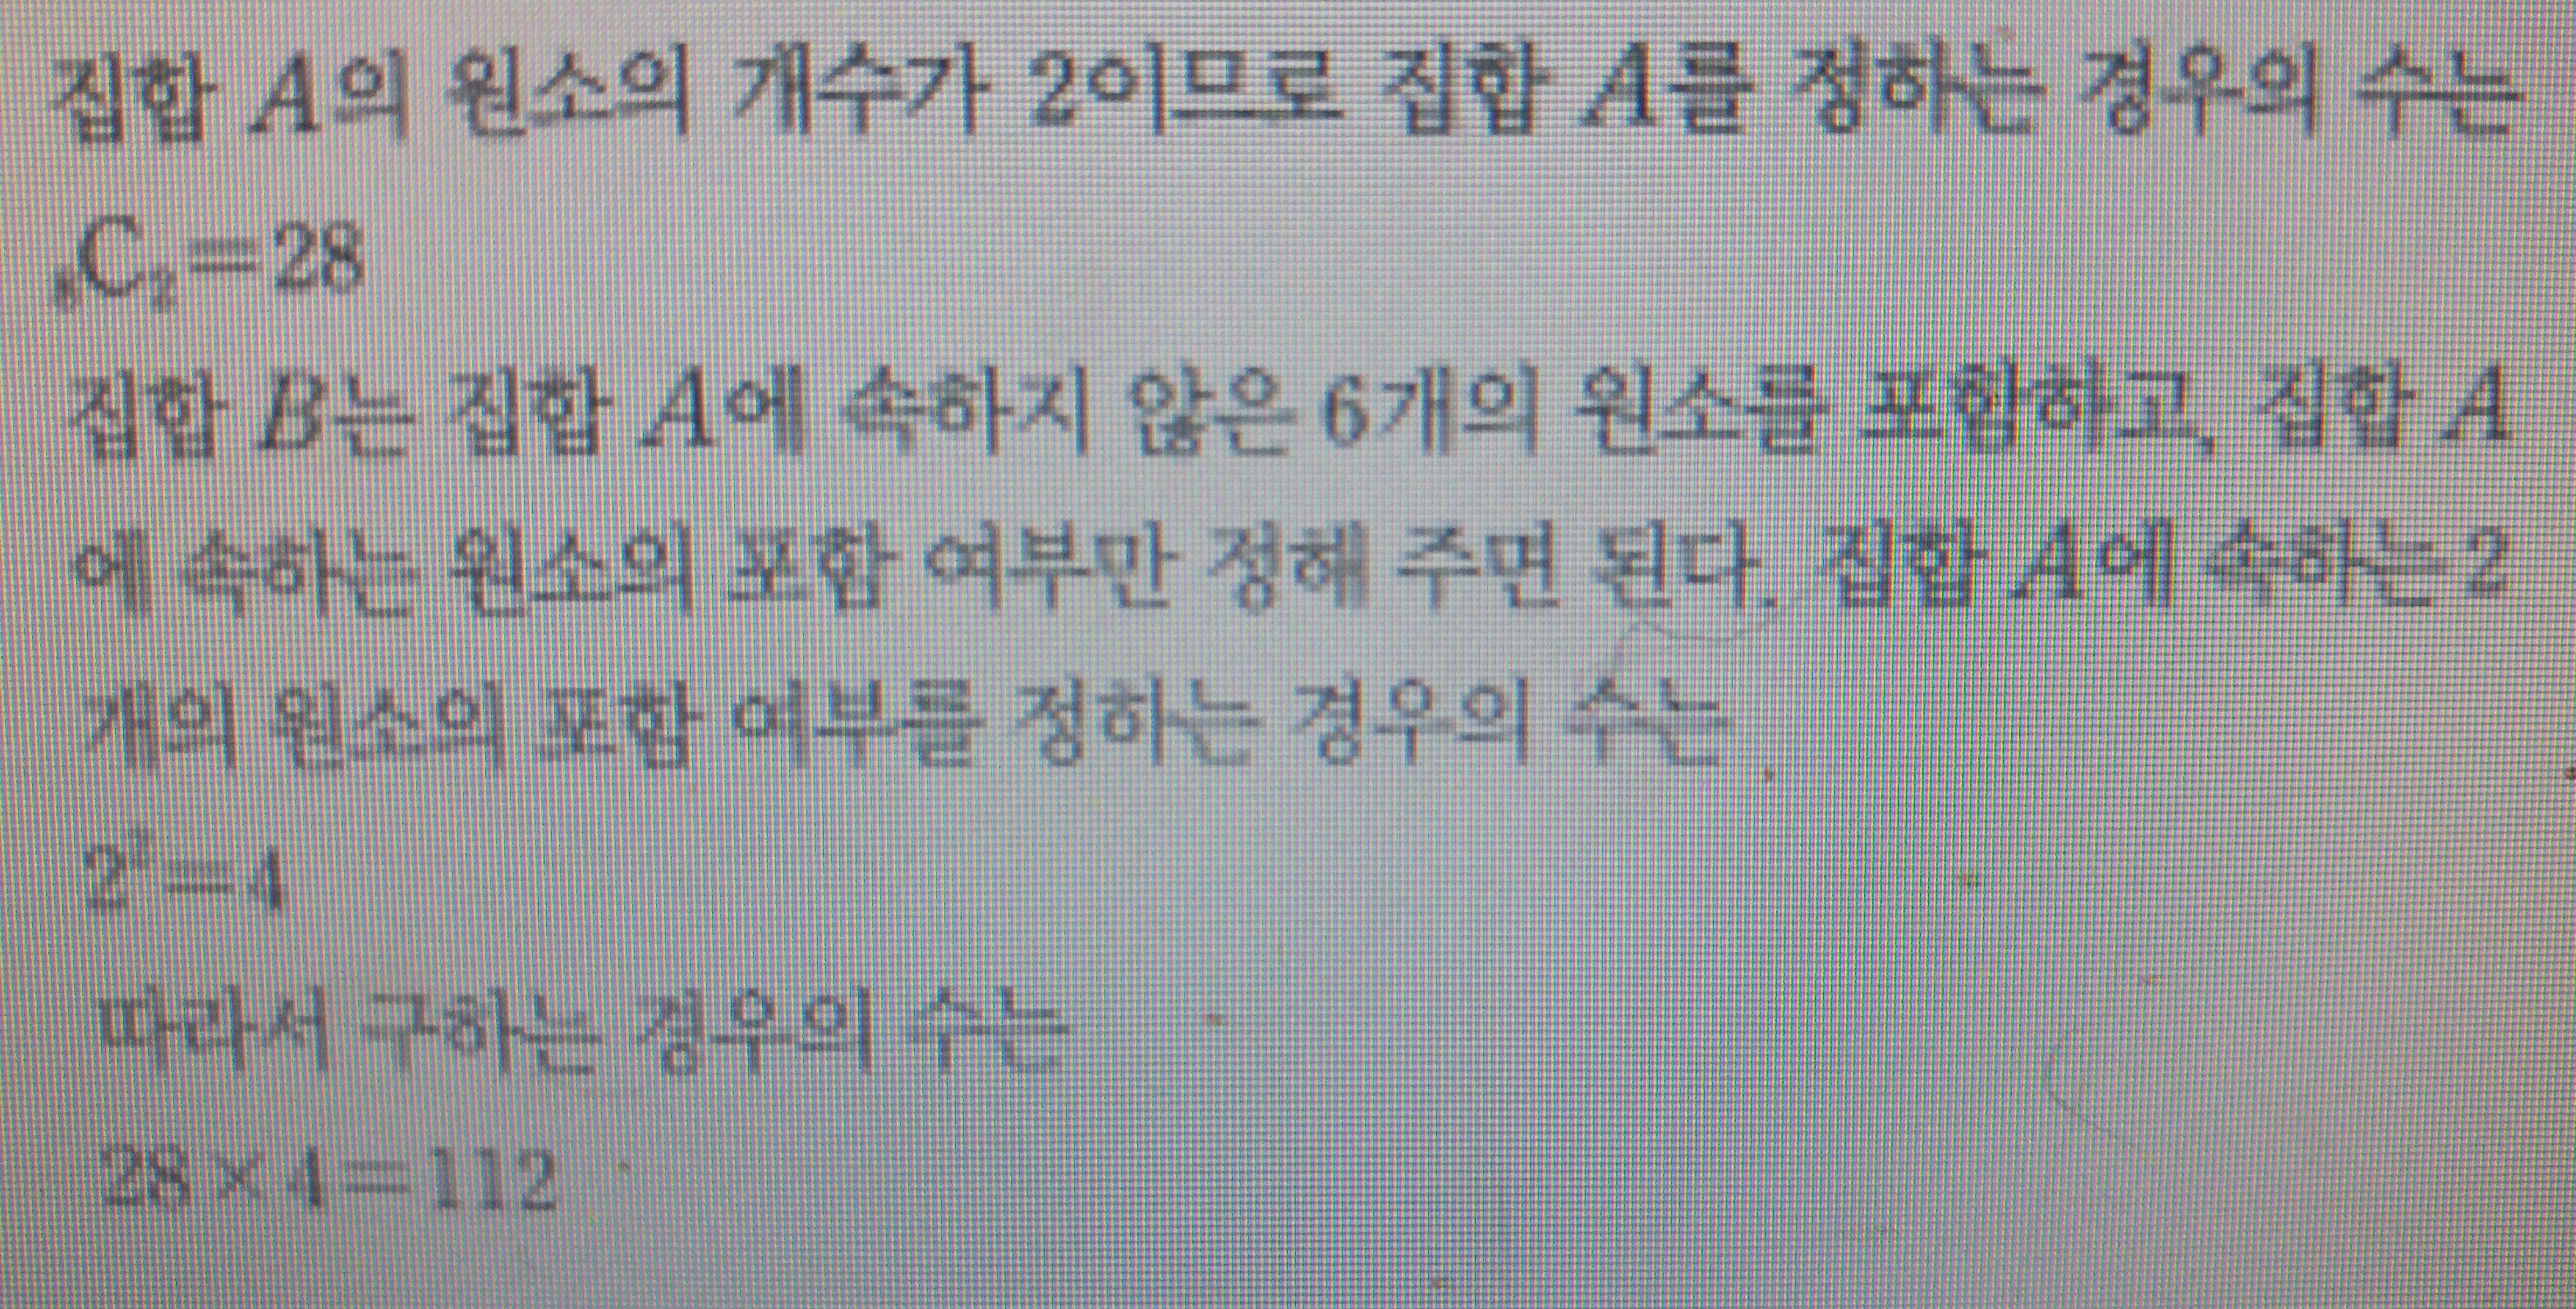 집합 A의 원소의 개수가 2이므로 집합 A를 정하는 경우의 수는
₈C₂=28
집합 B는 집합 A에 속하지 않은 6개의 원소를 포함하고, 집합 A
에 속하는 원소의 포함 여부만 정해 주면 된다. 집합 A에 속하는 2
개의 원소의 포함 여부를 정하는 경우의 수는
2²=4
따라서 구하는 경우의 수는
28×4=112